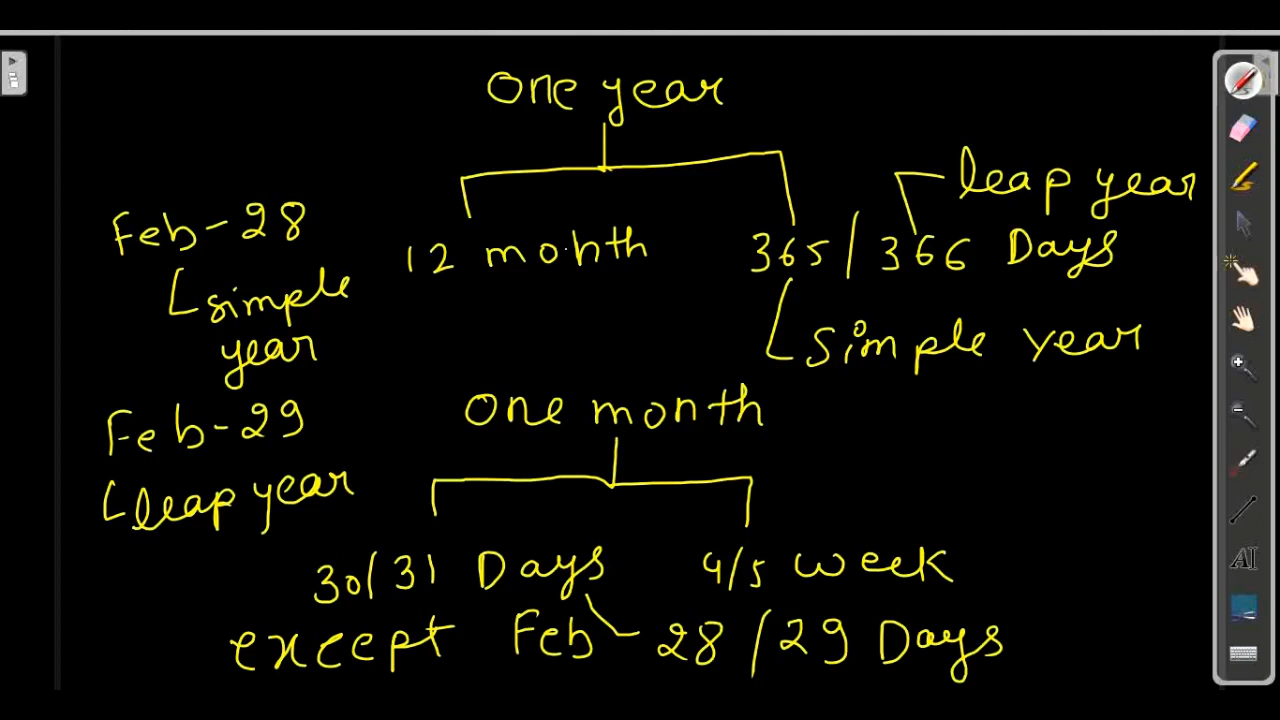 One year
12 month
365/366 Days
leap year
simple year
Feb-28
simple
year
Feb-29
leap year
One month
30/31 Days
4/5 week
except Feb - 28/29 Days
AI